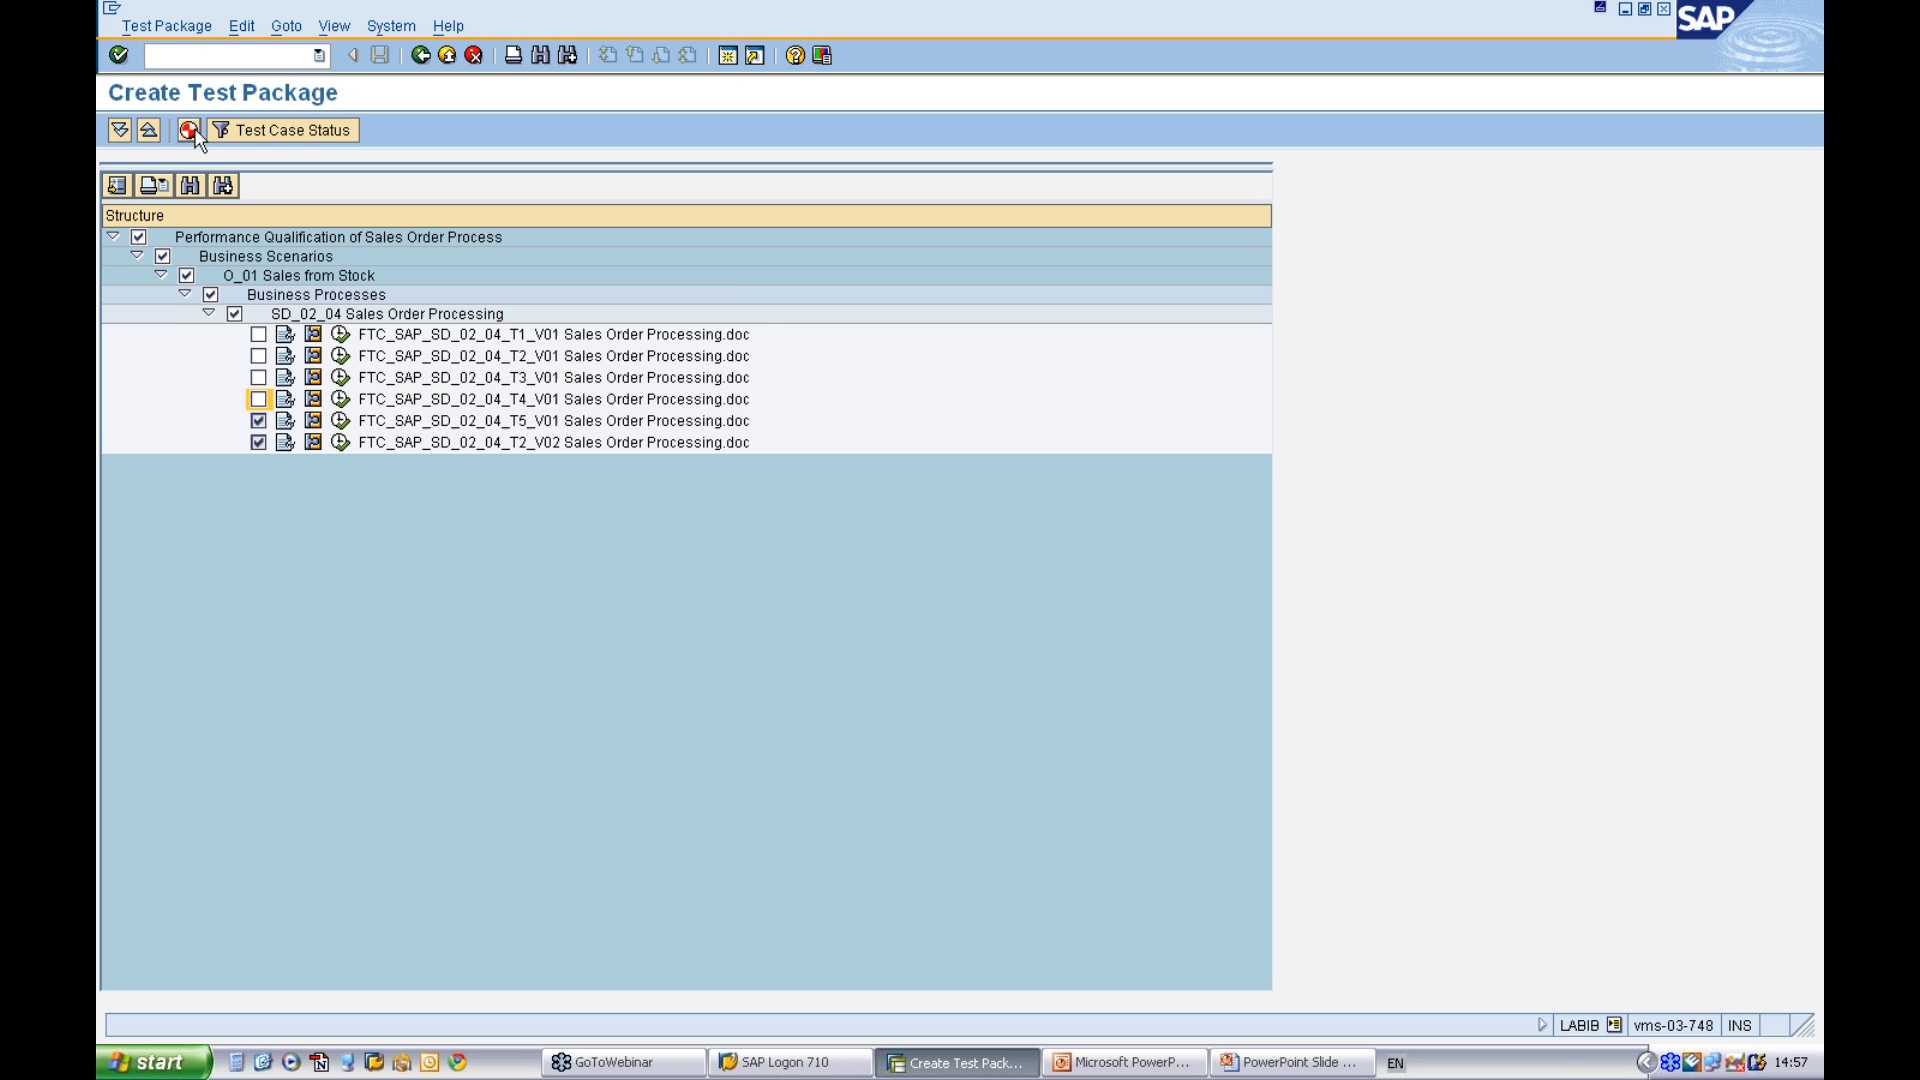 Test Package Edit Goto View System Help
SAP
Create Test Package
Test Case Status
Structure
Performance Qualification of Sales Order Process
Business Scenarios
O_01 Sales from Stock
Business Processes
SD_02_04 Sales Order Processing
FTC_SAP_SD_02_04_T1_V01 Sales Order Processing.doc
FTC_SAP_SD_02_04_T2_V01 Sales Order Processing.doc
FTC_SAP_SD_02_04_T3_V01 Sales Order Processing.doc
FTC_SAP_SD_02_04_T4_V01 Sales Order Processing.doc
FTC_SAP_SD_02_04_T5_V01 Sales Order Processing.doc
FTC_SAP_SD_02_04_T2_V02 Sales Order Processing.doc
LABIB vms-03-748 INS
start GoToWebinar SAP Logon 710 Create Test Pack... Microsoft PowerP... PowerPoint Slide ... EN 14:57